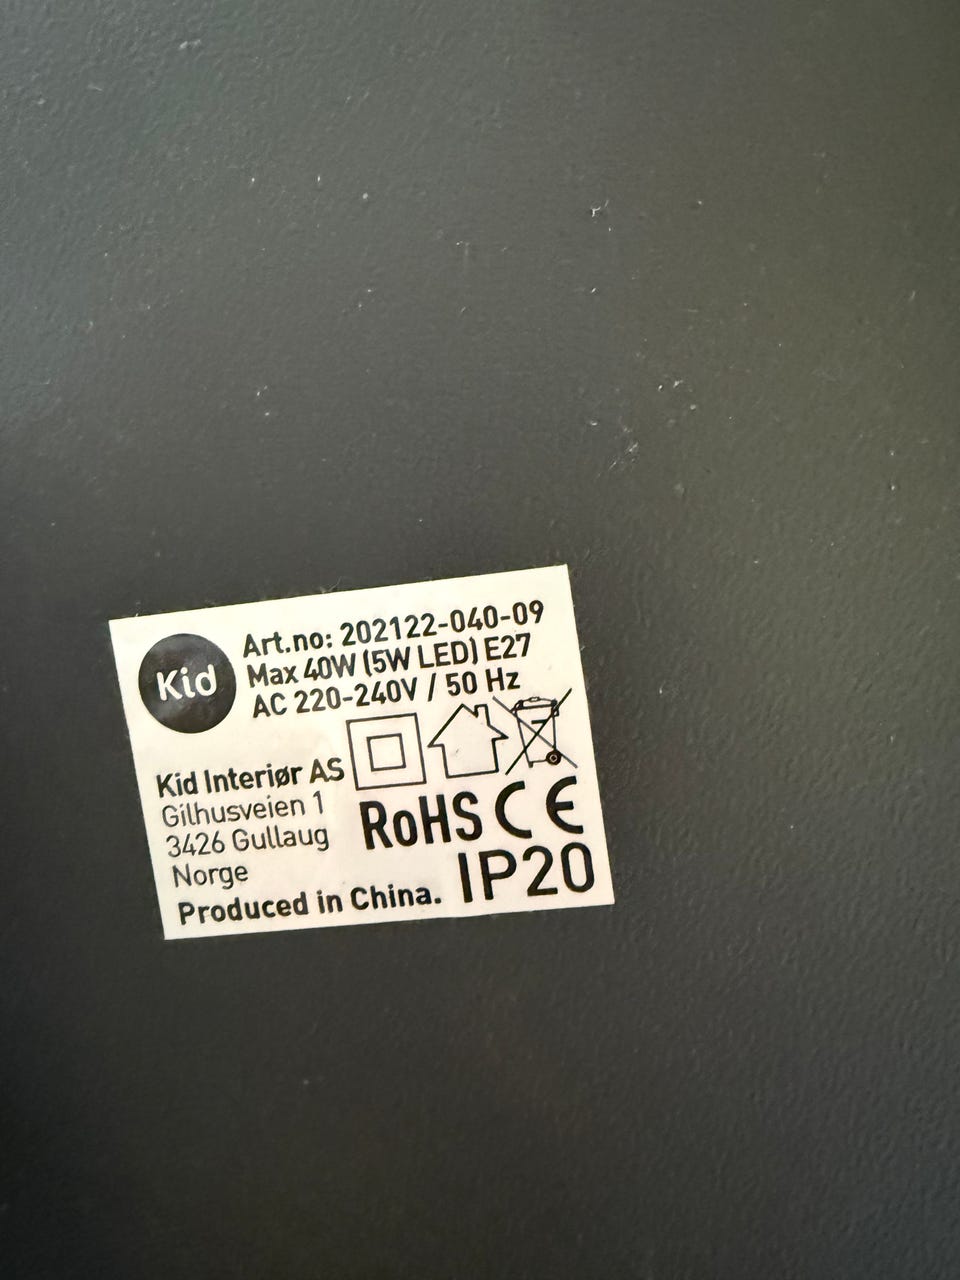 Kid
Art.no: 202122-040-09
Max 40W (5W LED) E27
AC 220-240V / 50 Hz
Kid Interiør AS
Gilhusveien 1
3426 Gullaug
Norge
Produced in China.
RoHS CE
IP20